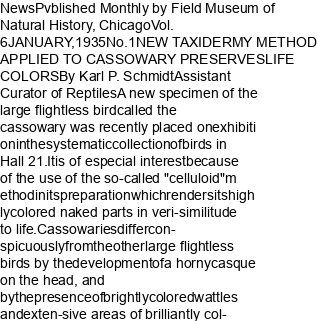 NewsPvblished Monthly by Field Museum of
Natural History, ChicagoVol.
6JANUARY,1935No.1NEW TAXIDERMY METHOD
APPLIED TO CASSOWARY PRESERVESLIFE
COLORSBy Karl P. SchmidtAssistant
Curator of ReptilesA new specimen of the
large flightless birdcalled the
cassowary was recently placed onexhibiti
oninthesystematiccollectionofbirds in
Hall 21.Itis of especial interestbecause
of the use of the so-called "celluloid"m
ethodinitspreparationwhichrendersitshigh
lycolored naked parts in veri-similitude
to life.Cassowariesdiffercon-
spicuouslyfromtheotherlarge flightless
birds by thedevelopmentofa hornycasque
on the head, and
bythepresenceofbrightlycoloredwattles
andexten-sive areas of brilliantly col-